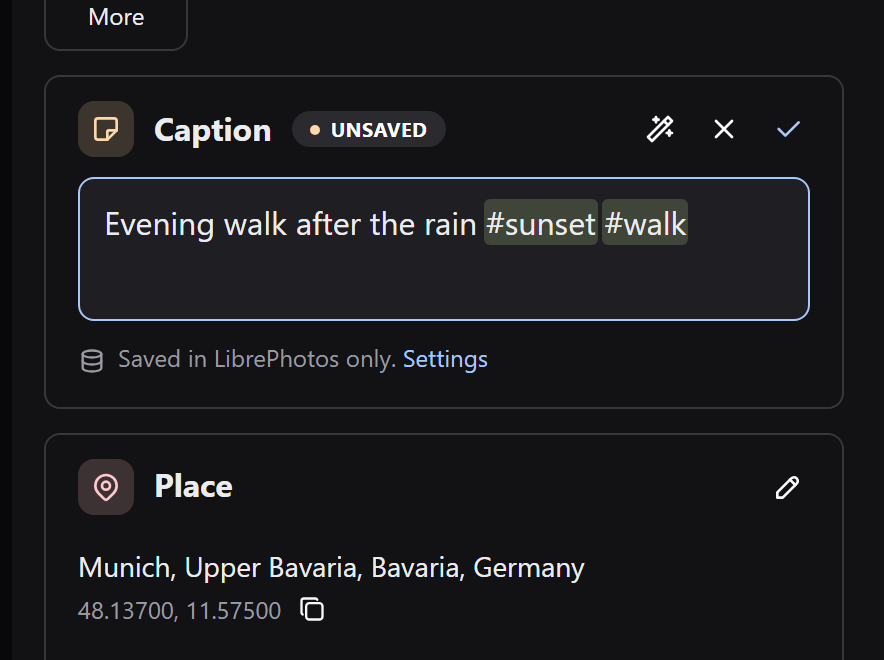 More
Caption
UNSAVED
Evening walk after the rain #sunset #walk
Saved in LibrePhotos only. Settings
Place
Munich, Upper Bavaria, Bavaria, Germany
48.13700, 11.57500